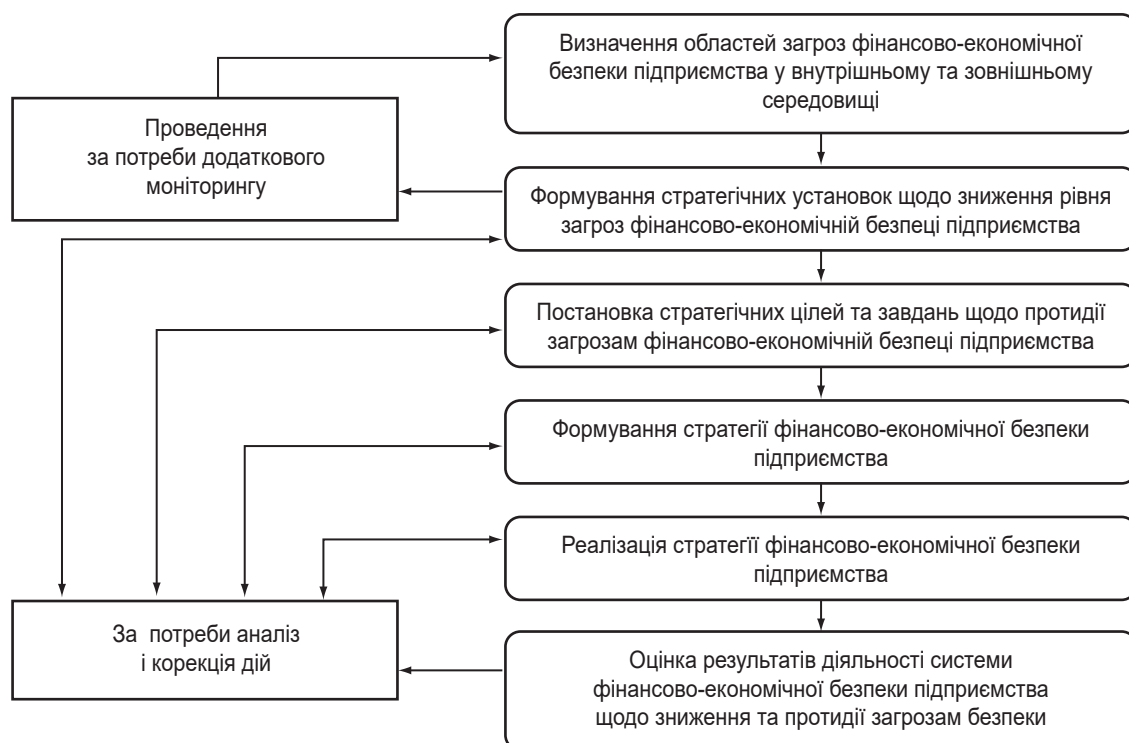 Визначення областей загроз фінансово-економічної
безпеки підприємства у внутрішньому та зовнішньому
середовищі
Проведення
за потреби додаткового
моніторингу
Формування стратегічних установок щодо зниження рівня
загроз фінансово-економічній безпеці підприємства
Постановка стратегічних цілей та завдань щодо протидії
загрозам фінансово-економічній безпеці підприємства
Формування стратегії фінансово-економічної безпеки
підприємства
Реалізація стратегії фінансово-економічної безпеки
підприємства
За потреби аналіз
і корекція дій
Оцінка результатів діяльності системи
фінансово-економічної безпеки підприємства
щодо зниження та протидії загрозам безпеки